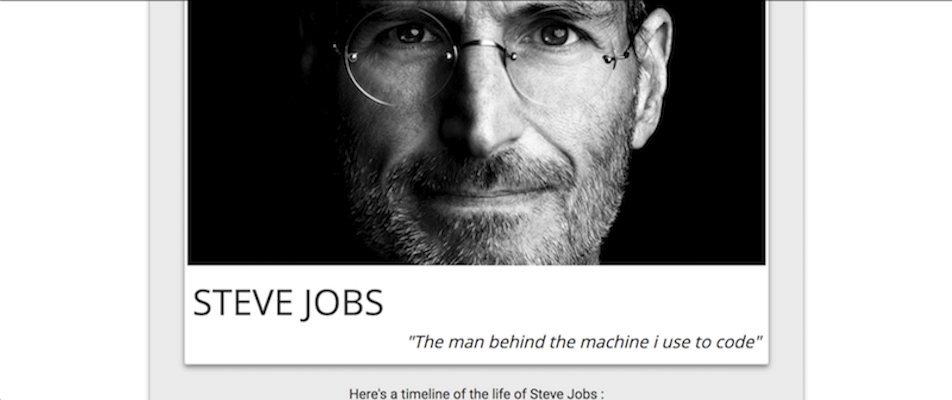 STEVE JOBS
"The man behind the machine i use to code"
Here's a timeline of the life of Steve Jobs :